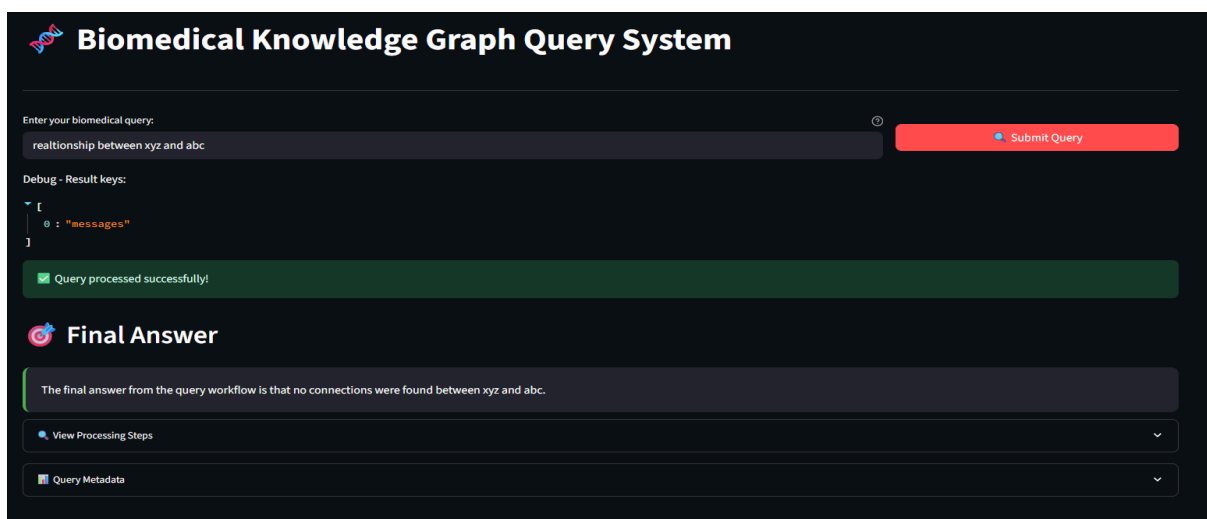 Biomedical Knowledge Graph Query System
Enter your biomedical query:
realtionship between xyz and abc
Submit Query
Debug - Result keys:
[
0 : "messages"
]
Query processed successfully!
Final Answer
The final answer from the query workflow is that no connections were found between xyz and abc.
View Processing Steps
Query Metadata